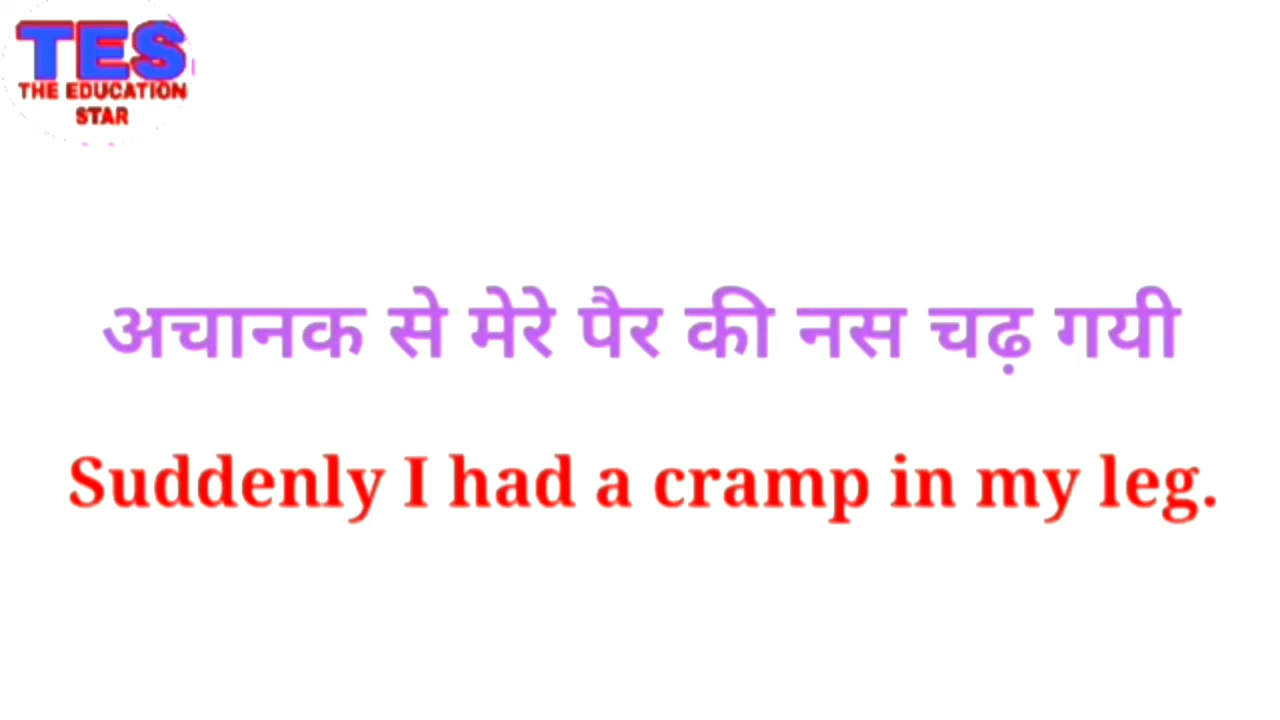 TES
THE EDUCATION
STAR
अचानक से मेरे पैर की नस चढ़ गयी
Suddenly I had a cramp in my leg.